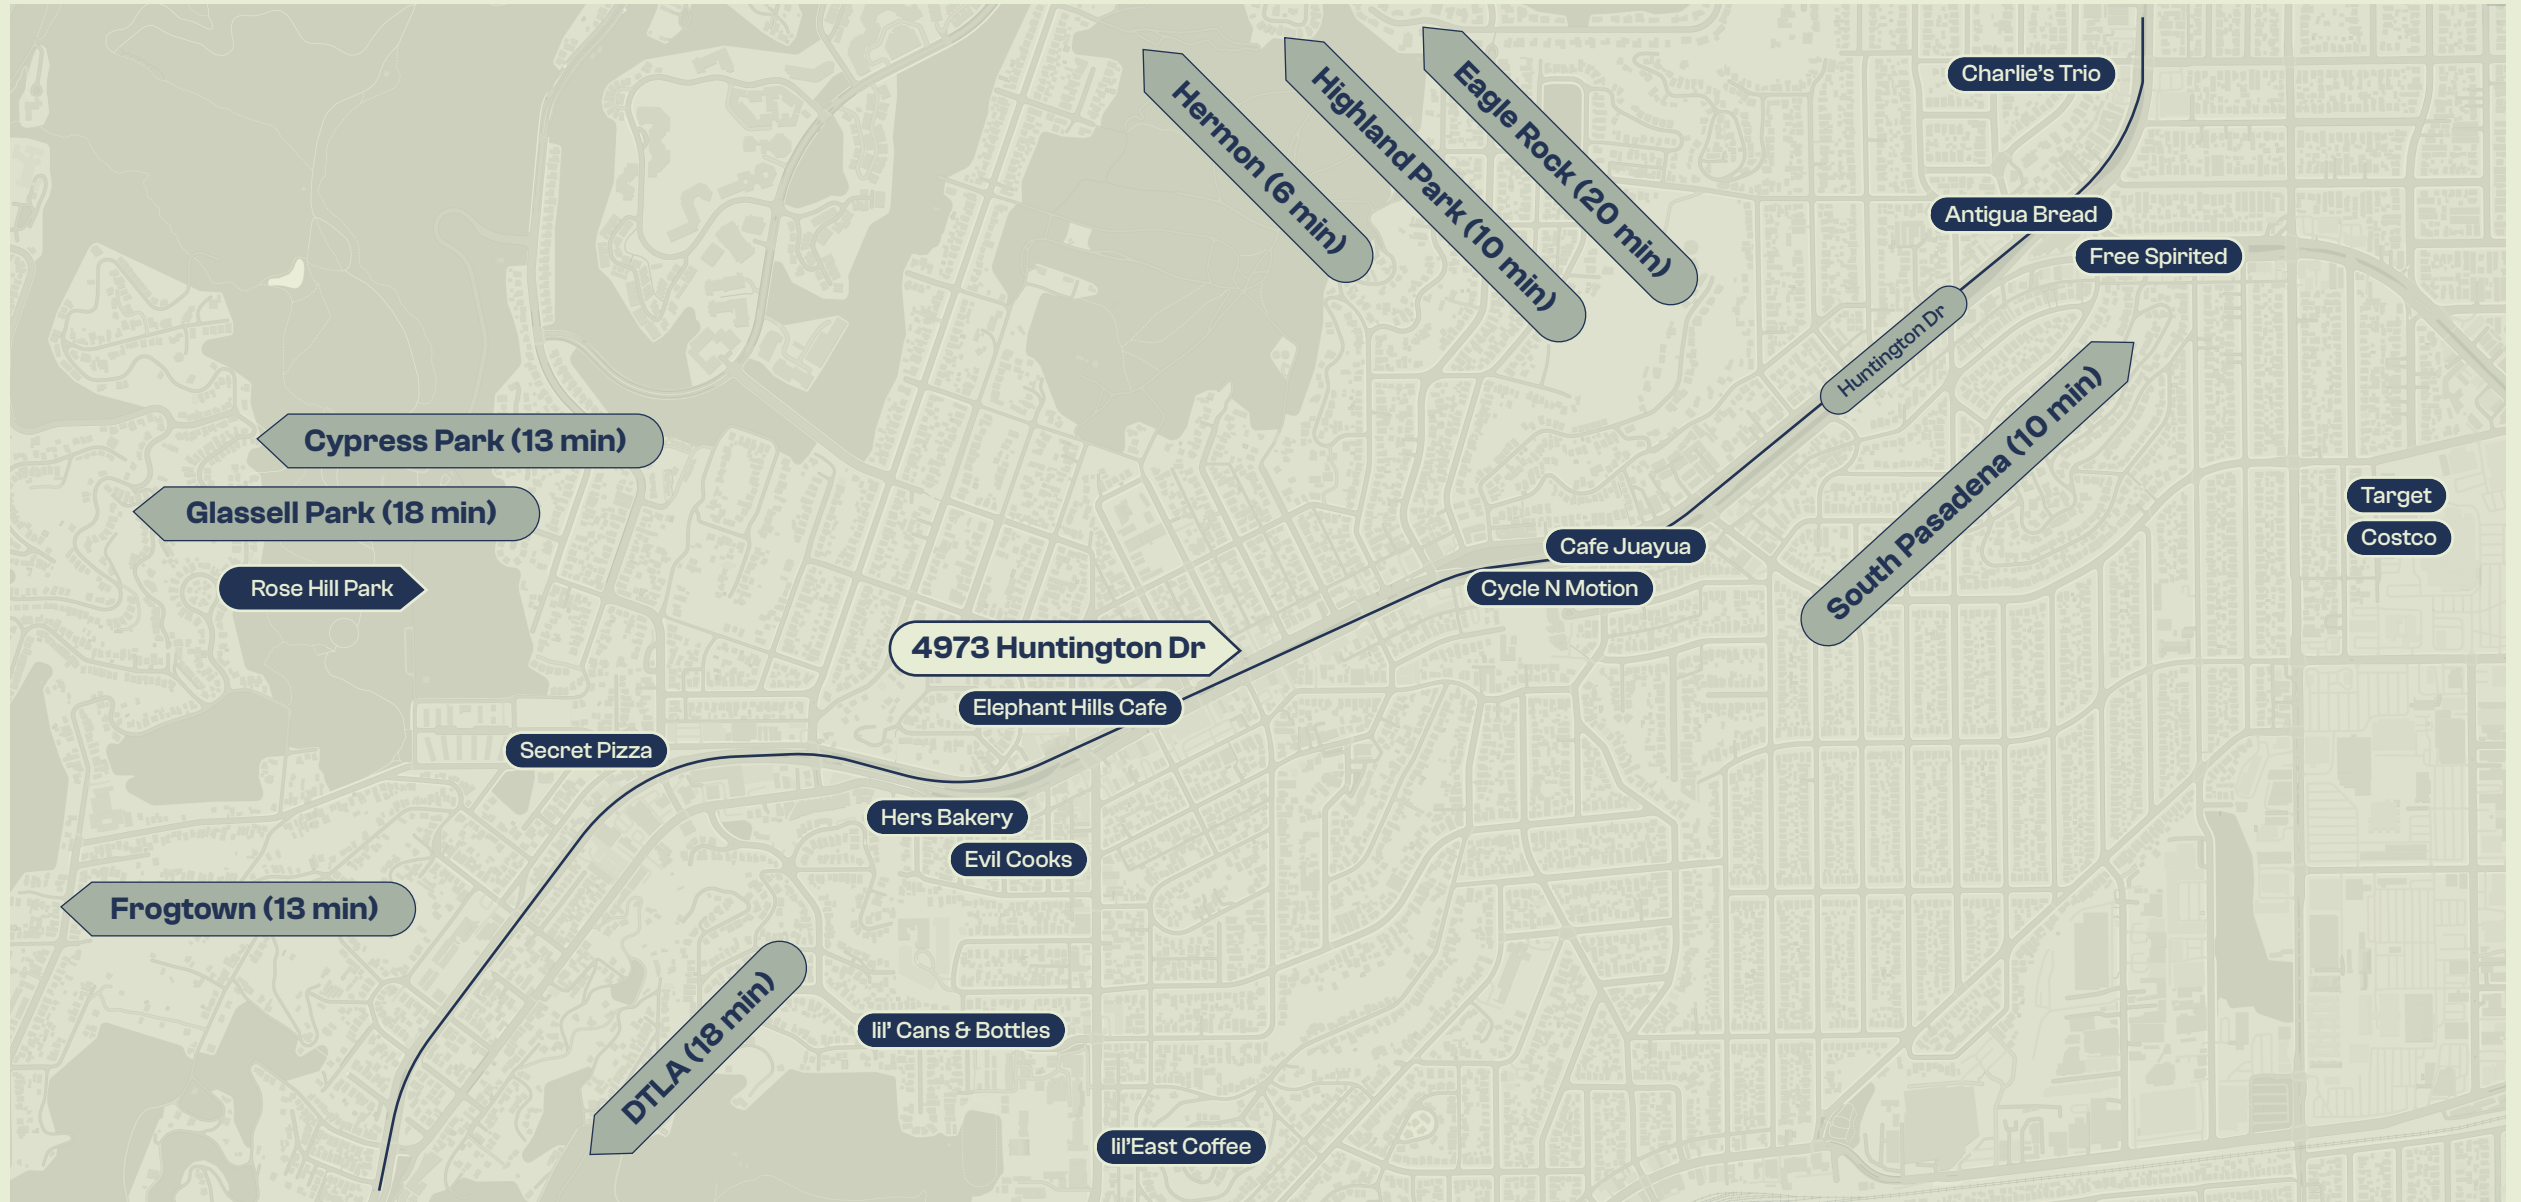 Charlie's Trio
Hermon (6 min)
Highland Park (10 min)
Eagle Rock (20 min)
Antigua Bread
Free Spirited
Huntington Dr
Cypress Park (13 min)
South Pasadena (10 min)
Glassell Park (18 min)
Target
Costco
Cafe Juayua
Rose Hill Park
Cycle N Motion
4973 Huntington Dr
Elephant Hills Cafe
Secret Pizza
Hers Bakery
Evil Cooks
Frogtown (13 min)
DTLA (18 min)
lil' Cans & Bottles
lil'East Coffee